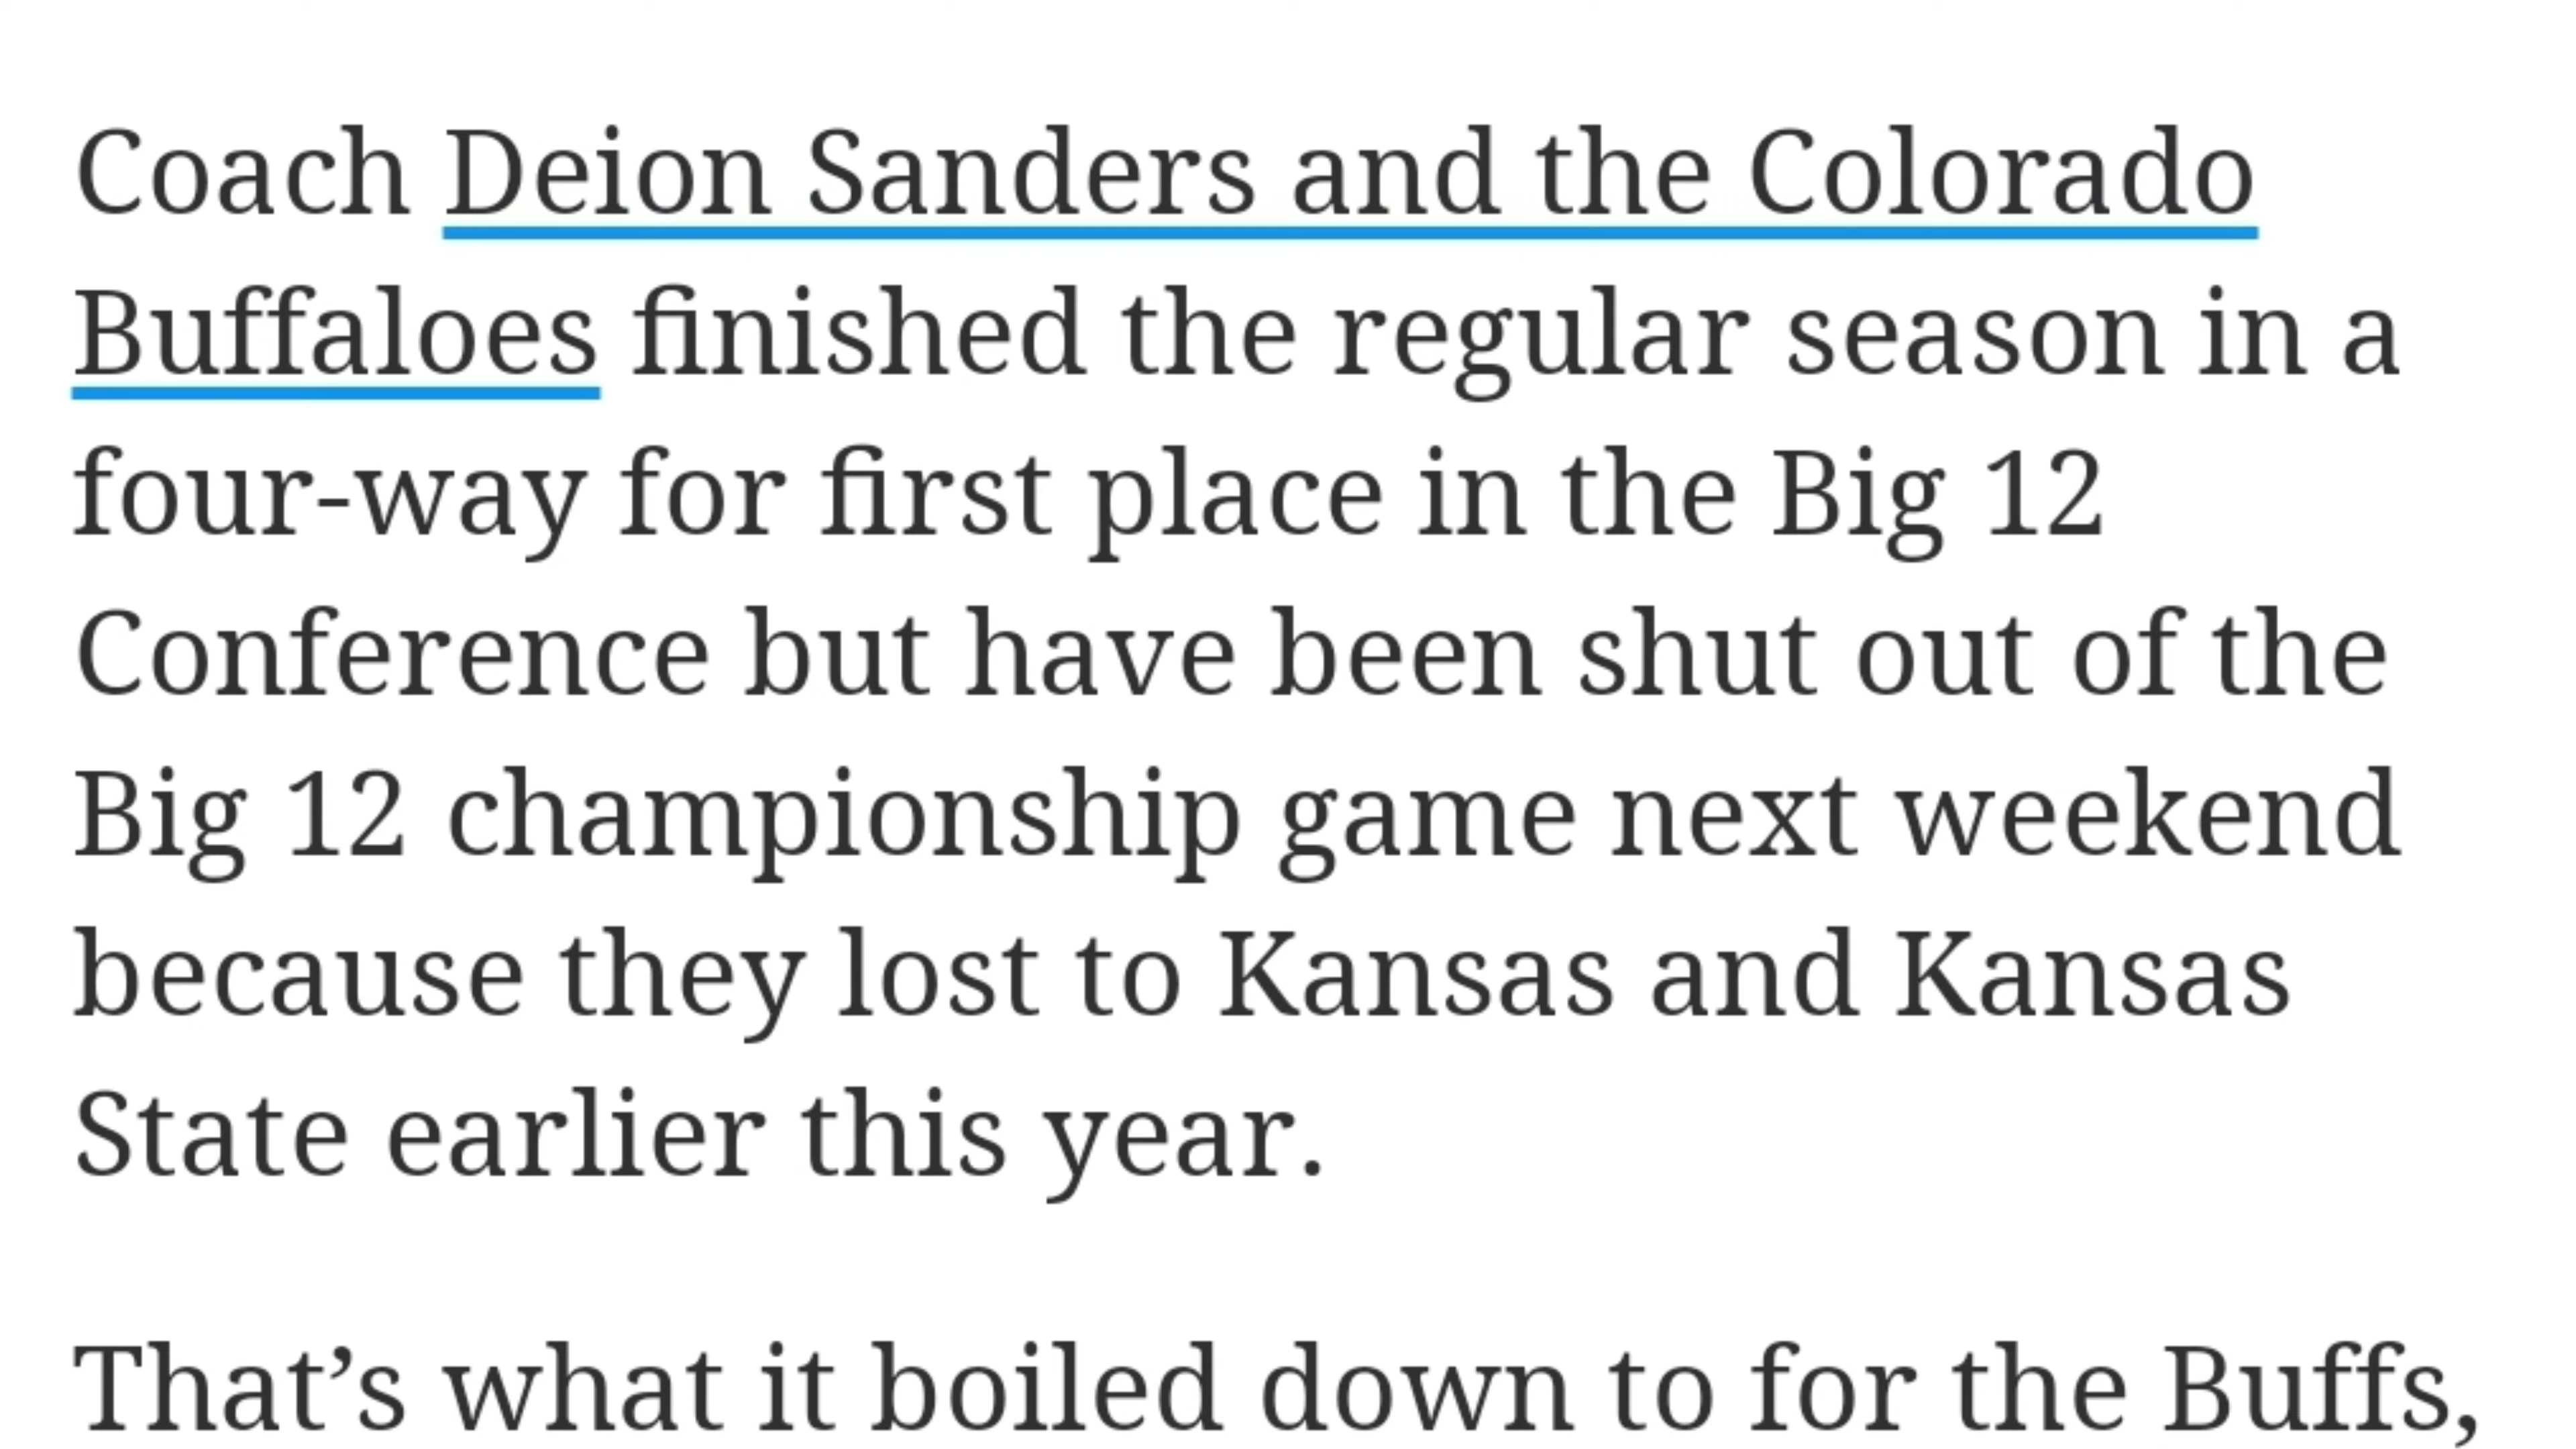 Coach Deion Sanders and the Colorado
Buffaloes finished the regular season in a
four-way for first place in the Big 12
Conference but have been shut out of the
Big 12 championship game next weekend
because they lost to Kansas and Kansas
State earlier this year.
That’s what it boiled down to for the Buffs,